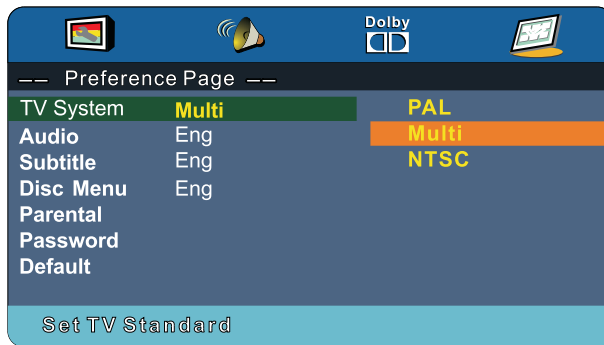 Dolby
-- Preference Page --
TV System Multi PAL
Audio Eng Multi
Subtitle Eng NTSC
Disc Menu Eng
Parental
Password
Default
Set TV Standard